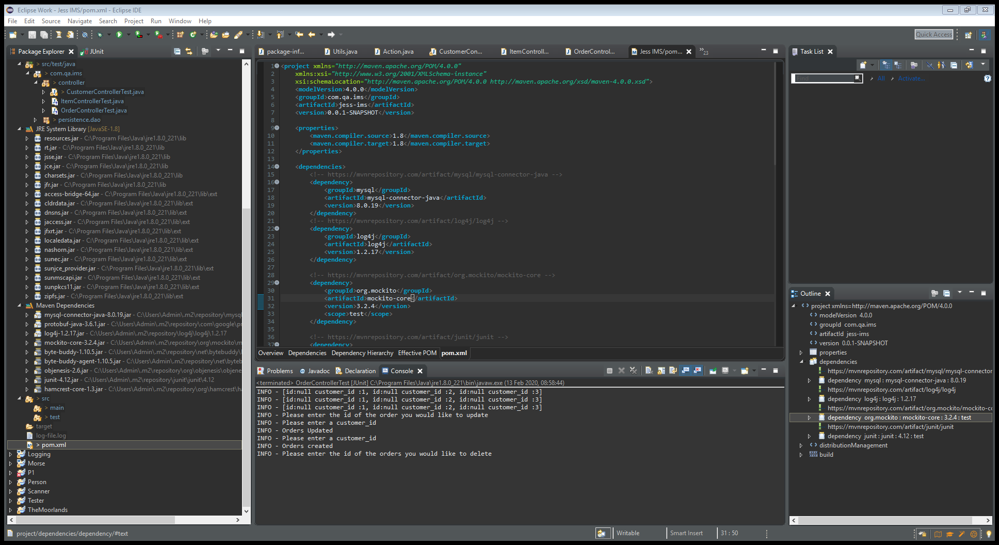 Eclipse Work - Jess IMS/pom.xml - Eclipse IDE
File Edit Source Navigate Search Project Run Window Help
Quick Access
Package Explorer JUnit
> src/test/java
> com.qa.ims
> controller
> CustomerControllerTest.java
ItemControllerTest.java
OrderControllerTest.java
> persistence.dao
JRE System Library [JavaSE-1.8]
resources.jar - C:\Program Files\Java\jre1.8.0_221\lib
rt.jar - C:\Program Files\Java\jre1.8.0_221\lib
jsse.jar - C:\Program Files\Java\jre1.8.0_221\lib
jce.jar - C:\Program Files\Java\jre1.8.0_221\lib
charsets.jar - C:\Program Files\Java\jre1.8.0_221\lib
jfr.jar - C:\Program Files\Java\jre1.8.0_221\lib
access-bridge-64.jar - C:\Program Files\Java\jre1.8.0_221\lib\ext
cldrdata.jar - C:\Program Files\Java\jre1.8.0_221\lib\ext
dnsns.jar - C:\Program Files\Java\jre1.8.0_221\lib\ext
jaccess.jar - C:\Program Files\Java\jre1.8.0_221\lib\ext
jfxrt.jar - C:\Program Files\Java\jre1.8.0_221\lib\ext
localedata.jar - C:\Program Files\Java\jre1.8.0_221\lib\ext
nashorn.jar - C:\Program Files\Java\jre1.8.0_221\lib\ext
sunec.jar - C:\Program Files\Java\jre1.8.0_221\lib\ext
sunjce_provider.jar - C:\Program Files\Java\jre1.8.0_221\lib\ext
sunmscapi.jar - C:\Program Files\Java\jre1.8.0_221\lib\ext
sunpkcs11.jar - C:\Program Files\Java\jre1.8.0_221\lib\ext
zipfs.jar - C:\Program Files\Java\jre1.8.0_221\lib\ext
Maven Dependencies
mysql-connector-java-8.0.19.jar - C:\Users\Admin\.m2\repository\mysql
protobuf-java-3.6.1.jar - C:\Users\Admin\.m2\repository\com\google\pr
log4j-1.2.17.jar - C:\Users\Admin\.m2\repository\log4j\log4j\1.2.17
mockito-core-3.2.4.jar - C:\Users\Admin\.m2\repository\org\mockito\m
byte-buddy-1.10.5.jar - C:\Users\Admin\.m2\repository\net\bytebuddy\
byte-buddy-agent-1.10.5.jar - C:\Users\Admin\.m2\repository\net\byteb
objenesis-2.6.jar - C:\Users\Admin\.m2\repository\org\objenesis\objene
junit-4.12.jar - C:\Users\Admin\.m2\repository\junit\junit\4.12
hamcrest-core-1.3.jar - C:\Users\Admin\.m2\repository\org\hamcrest\ha
> src
> main
> test
target
log-file.log
> pom.xml
Logging
Morse
P1
Person
Scanner
Tester
TheMoorlands
package-inf... Utils.java Action.java CustomerCon... ItemControll... OrderControl... Jess IMS/pom... »23
1 <project xmlns="http://maven.apache.org/POM/4.0.0"
2 xmlns:xsi="http://www.w3.org/2001/XMLSchema-instance"
3 xsi:schemaLocation="http://maven.apache.org/POM/4.0.0 http://maven.apache.org/xsd/maven-4.0.0.xsd">
4 <modelVersion>4.0.0</modelVersion>
5 <groupId>com.qa.ims</groupId>
6 <artifactId>jess-ims</artifactId>
7 <version>0.0.1-SNAPSHOT</version>
8
9 <properties>
10 <maven.compiler.source>1.8</maven.compiler.source>
11 <maven.compiler.target>1.8</maven.compiler.target>
12 </properties>
13
14 <dependencies>
15 <!-- https://mvnrepository.com/artifact/mysql/mysql-connector-java -->
16 <dependency>
17 <groupId>mysql</groupId>
18 <artifactId>mysql-connector-java</artifactId>
19 <version>8.0.19</version>
20 </dependency>
21 <!-- https://mvnrepository.com/artifact/log4j/log4j -->
22 <dependency>
23 <groupId>log4j</groupId>
24 <artifactId>log4j</artifactId>
25 <version>1.2.17</version>
26 </dependency>
27
28 <!-- https://mvnrepository.com/artifact/org.mockito/mockito-core -->
29 <dependency>
30 <groupId>org.mockito</groupId>
31 <artifactId>mockito-core</artifactId>
32 <version>3.2.4</version>
33 <scope>test</scope>
34 </dependency>
35
36 <!-- https://mvnrepository.com/artifact/junit/junit -->
37 <dependency>
Overview Dependencies Dependency Hierarchy Effective POM pom.xml
Problems Javadoc Declaration Console
<terminated> OrderControllerTest [JUnit] C:\Program Files\Java\jre1.8.0_221\bin\javaw.exe (13 Feb 2020, 08:58:44)
INFO - [id:null customer_id :1, id:null customer_id :2, id:null customer_id :3]
INFO - [id:null customer_id :1, id:null customer_id :2, id:null customer_id :3]
INFO - [id:null customer_id :1, id:null customer_id :2, id:null customer_id :3]
INFO - Please enter the id of the order you would like to update
INFO - Please enter a customer_id
INFO - Orders Updated
INFO - Please enter a customer_id
INFO - Orders created
INFO - Please enter the id of the orders you would like to delete
Task List
Find All Activate...
Outline
project xmlns=http://maven.apache.org/POM/4.0.0
modelVersion 4.0.0
groupId com.qa.ims
artifactId jess-ims
version 0.0.1-SNAPSHOT
properties
dependencies
https://mvnrepository.com/artifact/mysql/mysql-connector
dependency mysql : mysql-connector-java : 8.0.19
https://mvnrepository.com/artifact/log4j/log4j
dependency log4j : log4j : 1.2.17
https://mvnrepository.com/artifact/org.mockito/mockito-co
dependency org.mockito : mockito-core : 3.2.4 : test
https://mvnrepository.com/artifact/junit/junit
dependency junit : junit : 4.12 : test
distributionManagement
build
project/dependencies/dependency/#text
Writable Smart Insert 31 : 50